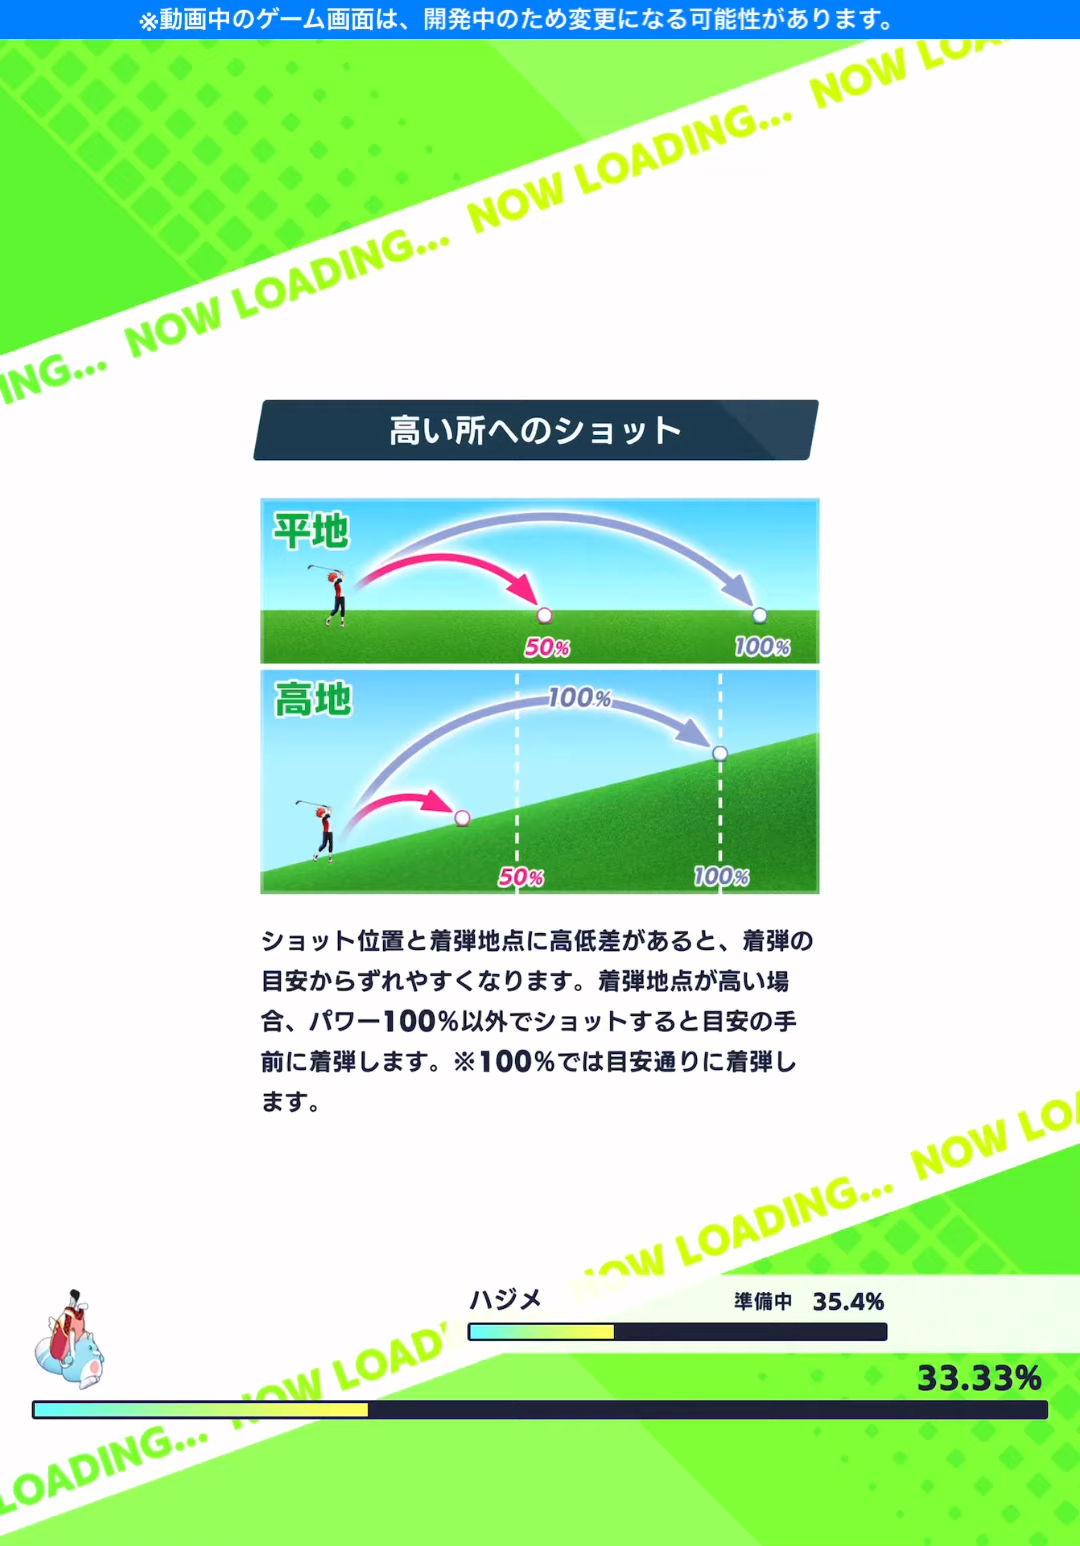 ※動画中のゲーム画面は、開発中のため変更になる可能性があります。
ING... NOW LOADING... NOW LOADING... NOW LOA
高い所へのショット
平地
50%
100%
高地
100%
50%
100%
ショット位置と着弾地点に高低差があると、着弾の
目安からずれやすくなります。着弾地点が高い場
合、パワー100%以外でショットすると目安の手
前に着弾します。※100%では目安通りに着弾し
ます。
ハジメ
準備中 35.4%
33.33%
LOADING... NOW LOAD NOW LOADING... NOW LOA